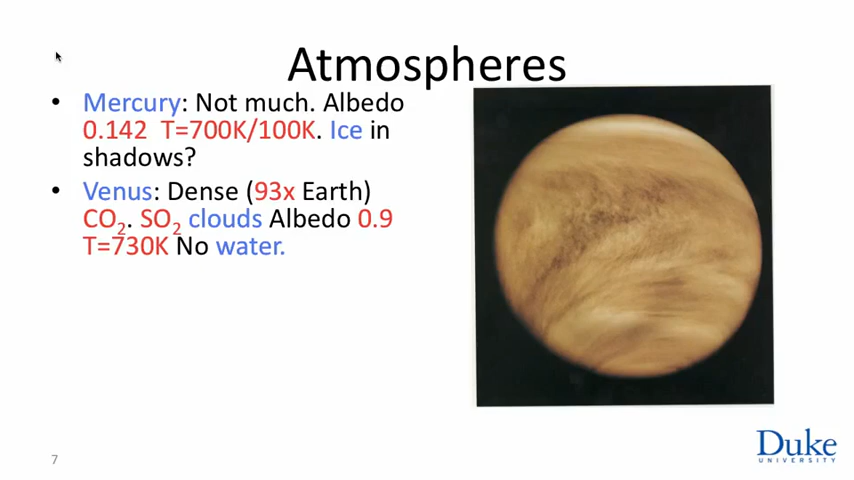 Atmospheres
• Mercury: Not much. Albedo
0.142 T=700K/100K. Ice in
shadows?
• Venus: Dense (93x Earth)
CO₂. SO₂ clouds Albedo 0.9
T=730K No water.
7
Duke
UNIVERSITY